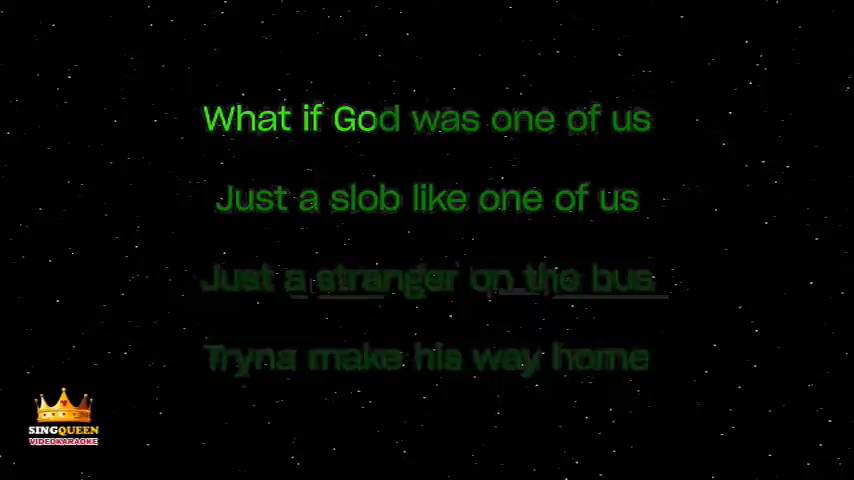 What if God was one of us
Just a slob like one of us
Just a stranger on the bus
Tryna make his way home
SINGQUEEN
VIDEOKARAOKE